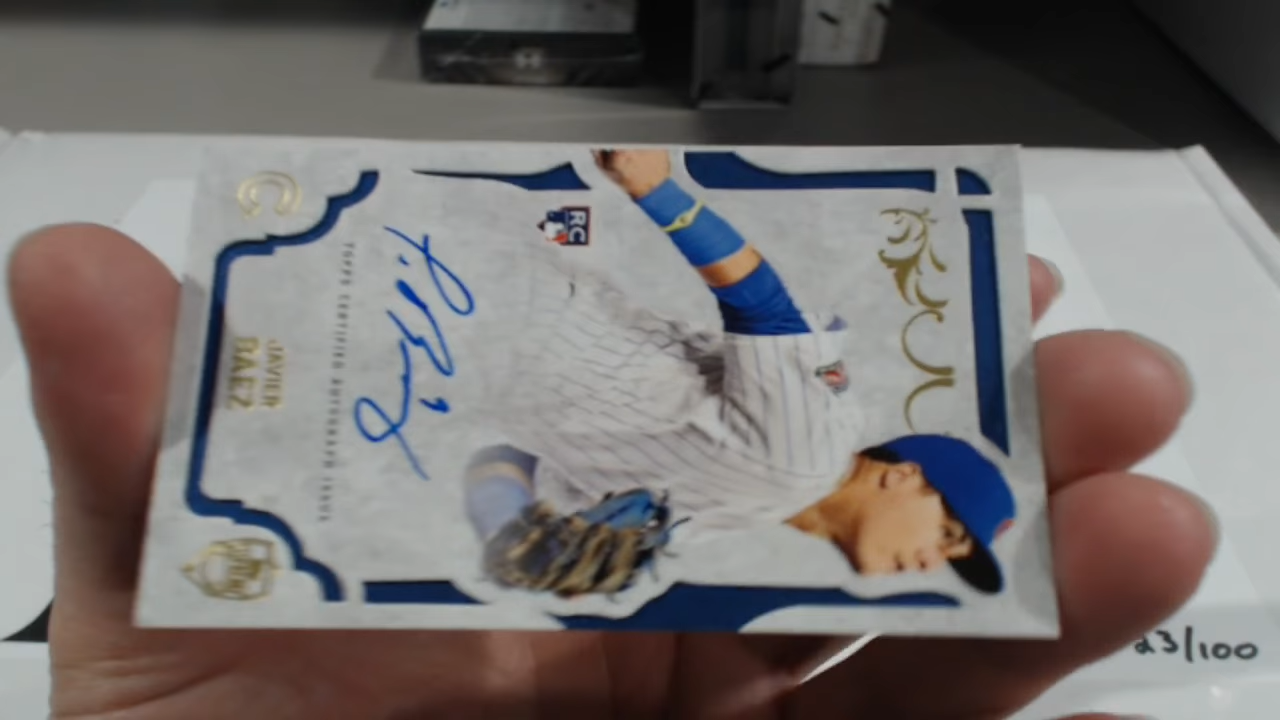 JAVIER
BAEZ
TOPPS CERTIFIED AUTOGRAPH ISSUE
RC
C
23/100